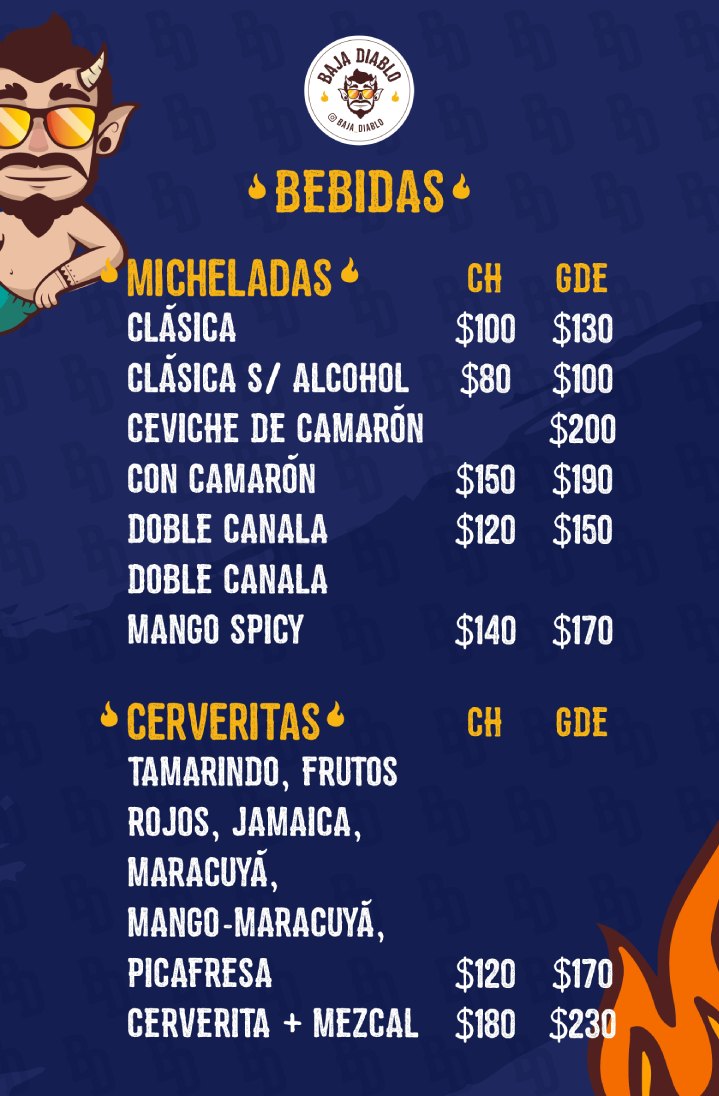 BAJA DIABLO
@BAJA_DIABLO
BEBIDAS
MICHELADAS CH GDE
CLÁSICA $100 $130
CLÁSICA S/ ALCOHOL $80 $100
CEVICHE DE CAMARÓN $200
CON CAMARÓN $150 $190
DOBLE CANALA $120 $150
DOBLE CANALA
MANGO SPICY $140 $170
CERVERITAS CH GDE
TAMARINDO, FRUTOS
ROJOS, JAMAICA,
MARACUYÁ,
MANGO-MARACUYÁ,
PICAFRESA $120 $170
CERVERITA + MEZCAL $180 $230